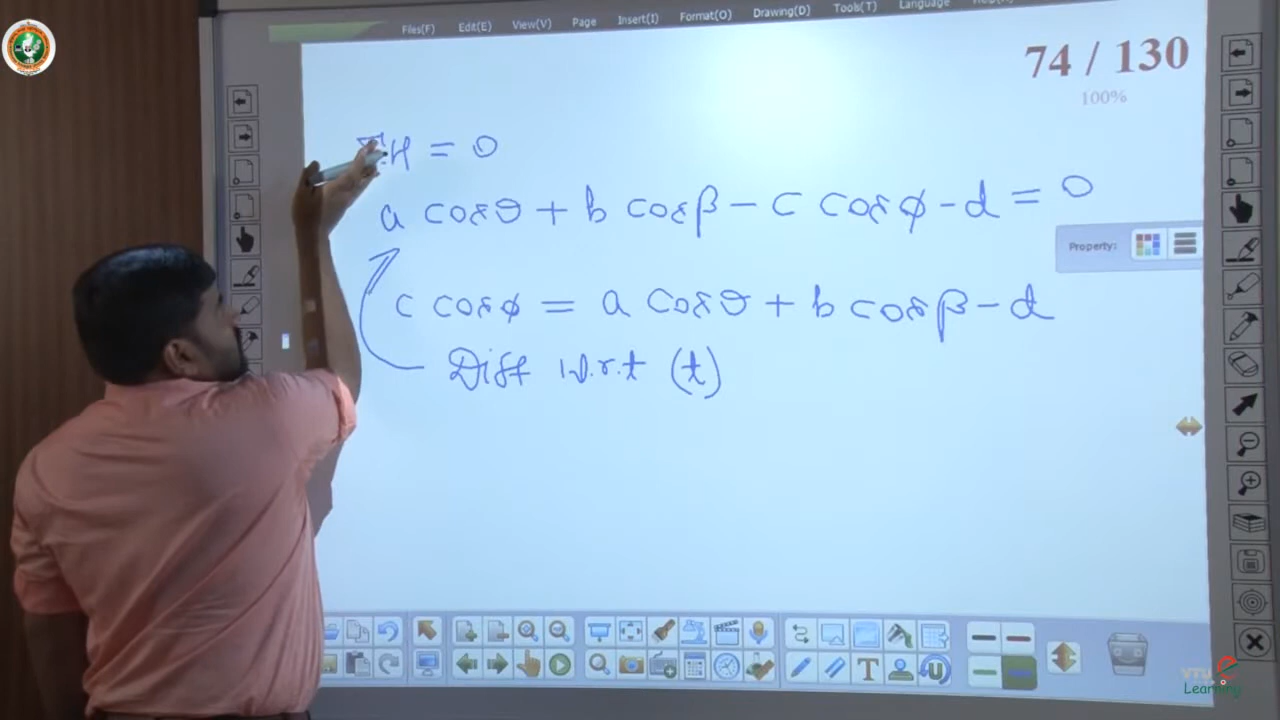 Files(F) Edit(E) View(V) Page Insert(I) Format(O) Drawing(D) Tools(T) Language
74 / 130
100%
H = 0
a cosθ + b cosβ - c cosφ - d = 0
Property:
c cosφ = a cosθ + b cosβ - d
Diff w.r.t (t)
VTU e
Learning